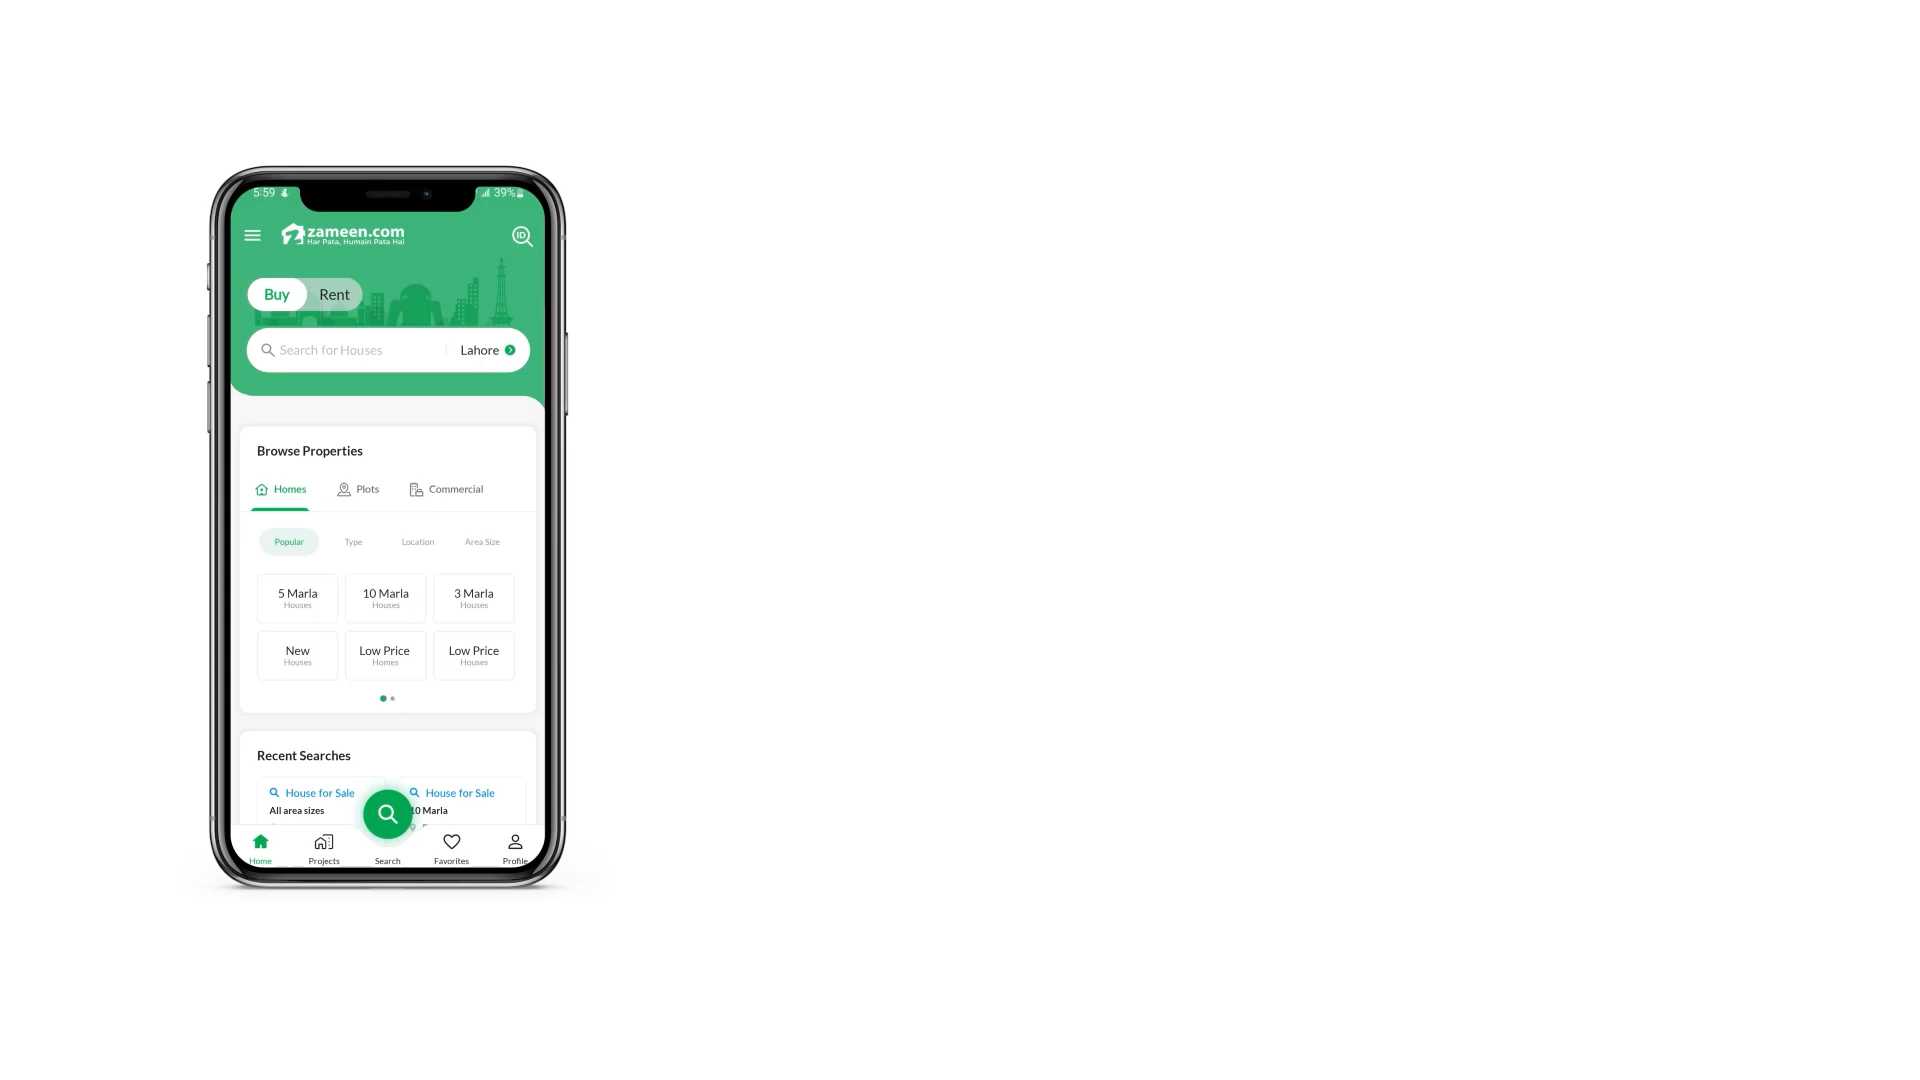 5:59
39%
zameen.com
Har Pata, Humain Pata Hai
ID
Buy
Rent
Search for Houses
Lahore
Browse Properties
Homes
Plots
Commercial
Popular
Type
Location
Area Size
5 Marla
Houses
10 Marla
Houses
3 Marla
Houses
New
Houses
Low Price
Homes
Low Price
Houses
Recent Searches
House for Sale
All area sizes
House for Sale
10 Marla
Home
Projects
Search
Favorites
Profile